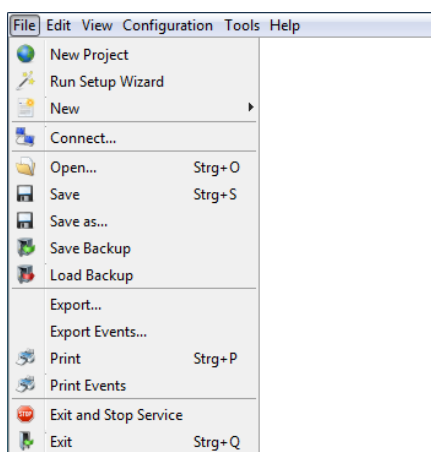 File Edit View Configuration Tools Help
New Project
Run Setup Wizard
New
Connect...
Open... Strg+O
Save Strg+S
Save as...
Save Backup
Load Backup
Export...
Export Events...
Print Strg+P
Print Events
STOP Exit and Stop Service
Exit Strg+Q